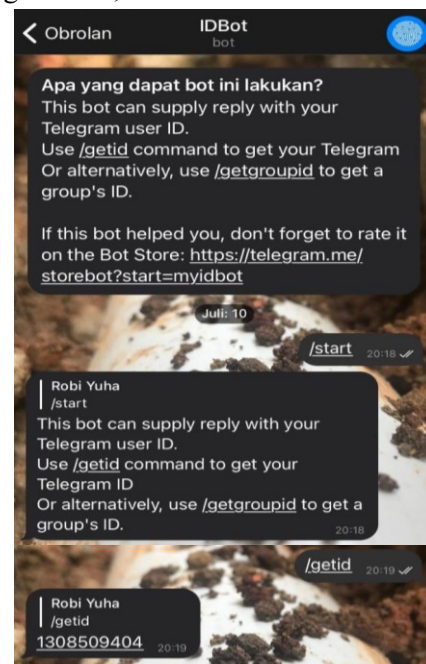 Obrolan
IDBot
bot
Apa yang dapat bot ini lakukan?
This bot can supply reply with your
Telegram user ID.
Use /getid command to get your Telegram
Or alternatively, use /getgroupid to get a
group's ID.
If this bot helped you, don't forget to rate it
on the Bot Store: https://telegram.me/
storebot?start=myidbot
Juli: 10
/start 20:18
Robi Yuha
/start
This bot can supply reply with your
Telegram user ID.
Use /getid command to get your
Telegram ID
Or alternatively, use /getgroupid to get a
group's ID.
20:18
/getid 20:19
Robi Yuha
/getid
1308509404 20:19